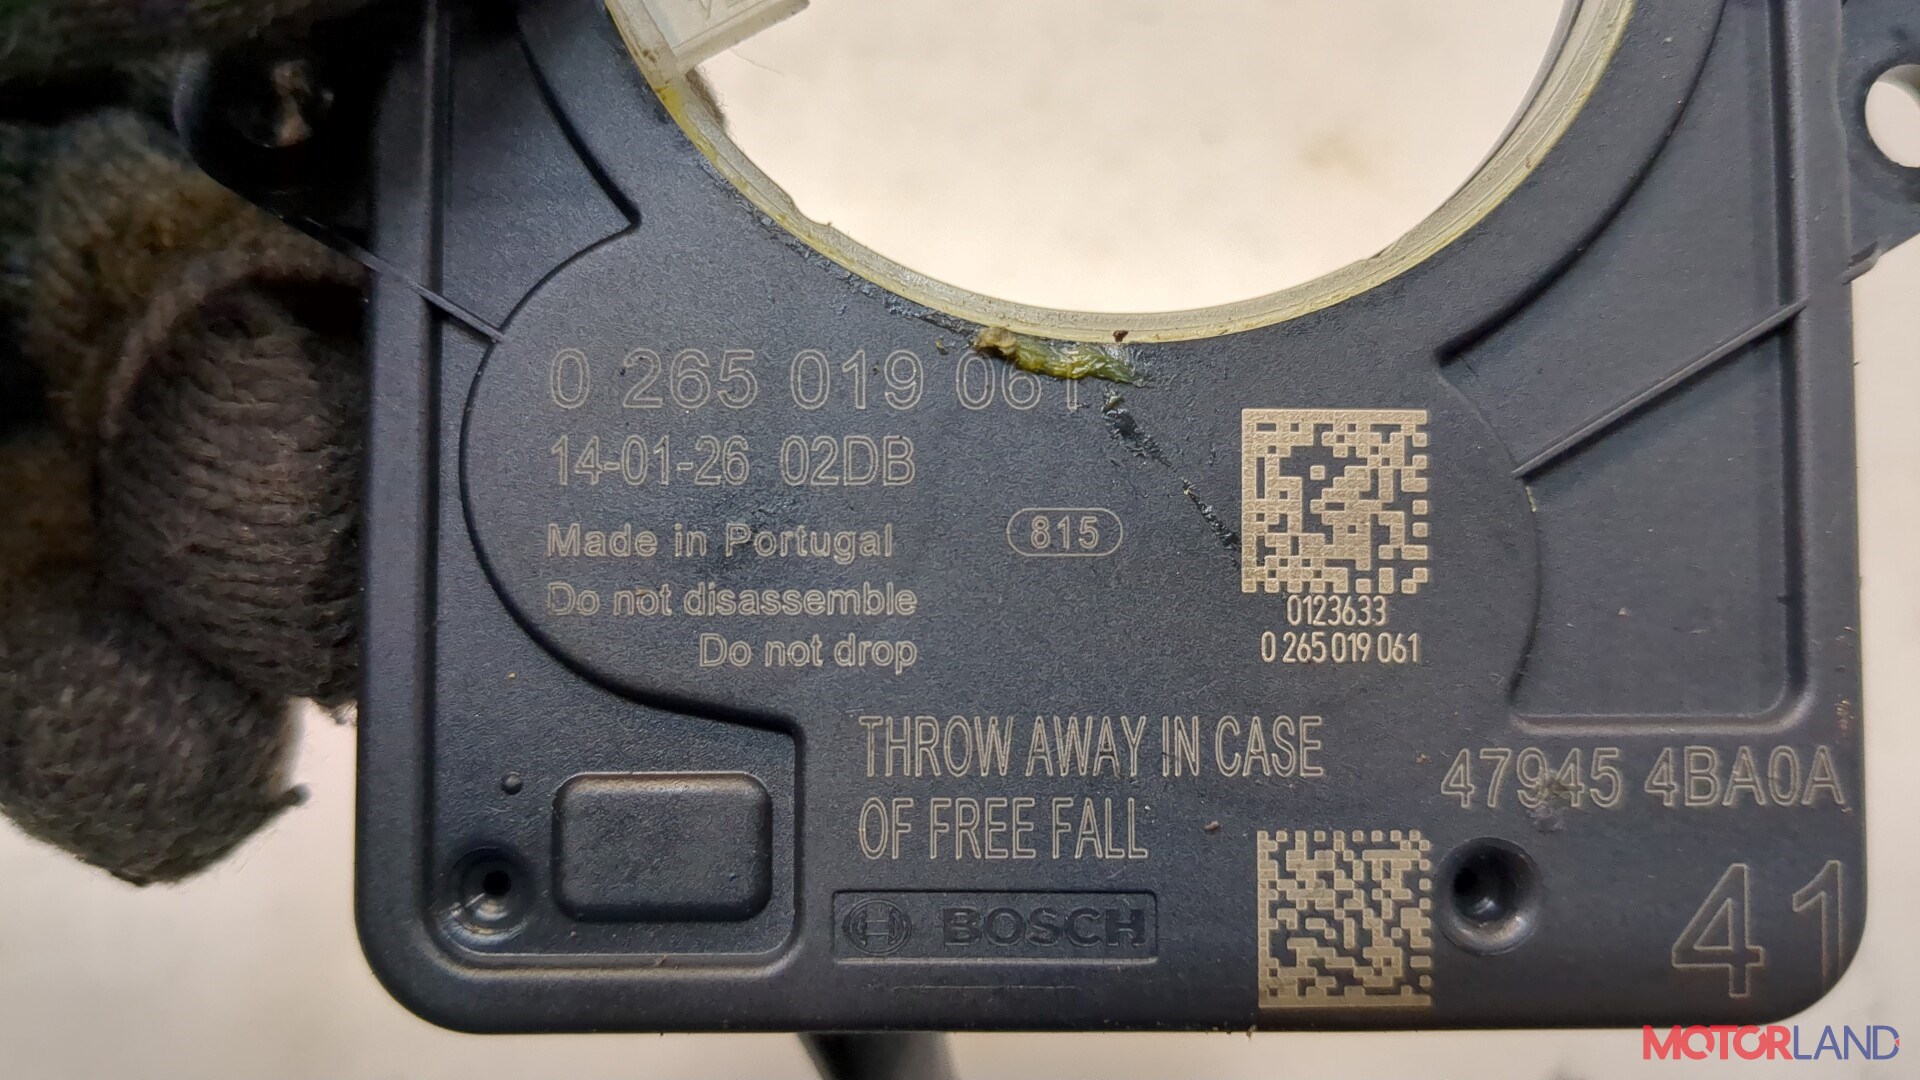 0 265 019 061
14-01-26 02DB
Made in Portugal
815
Do not disassemble
Do not drop
0123633
0 265 019 061
THROW AWAY IN CASE
OF FREE FALL
47945 4BA0A
BOSCH
41
MOTORLAND